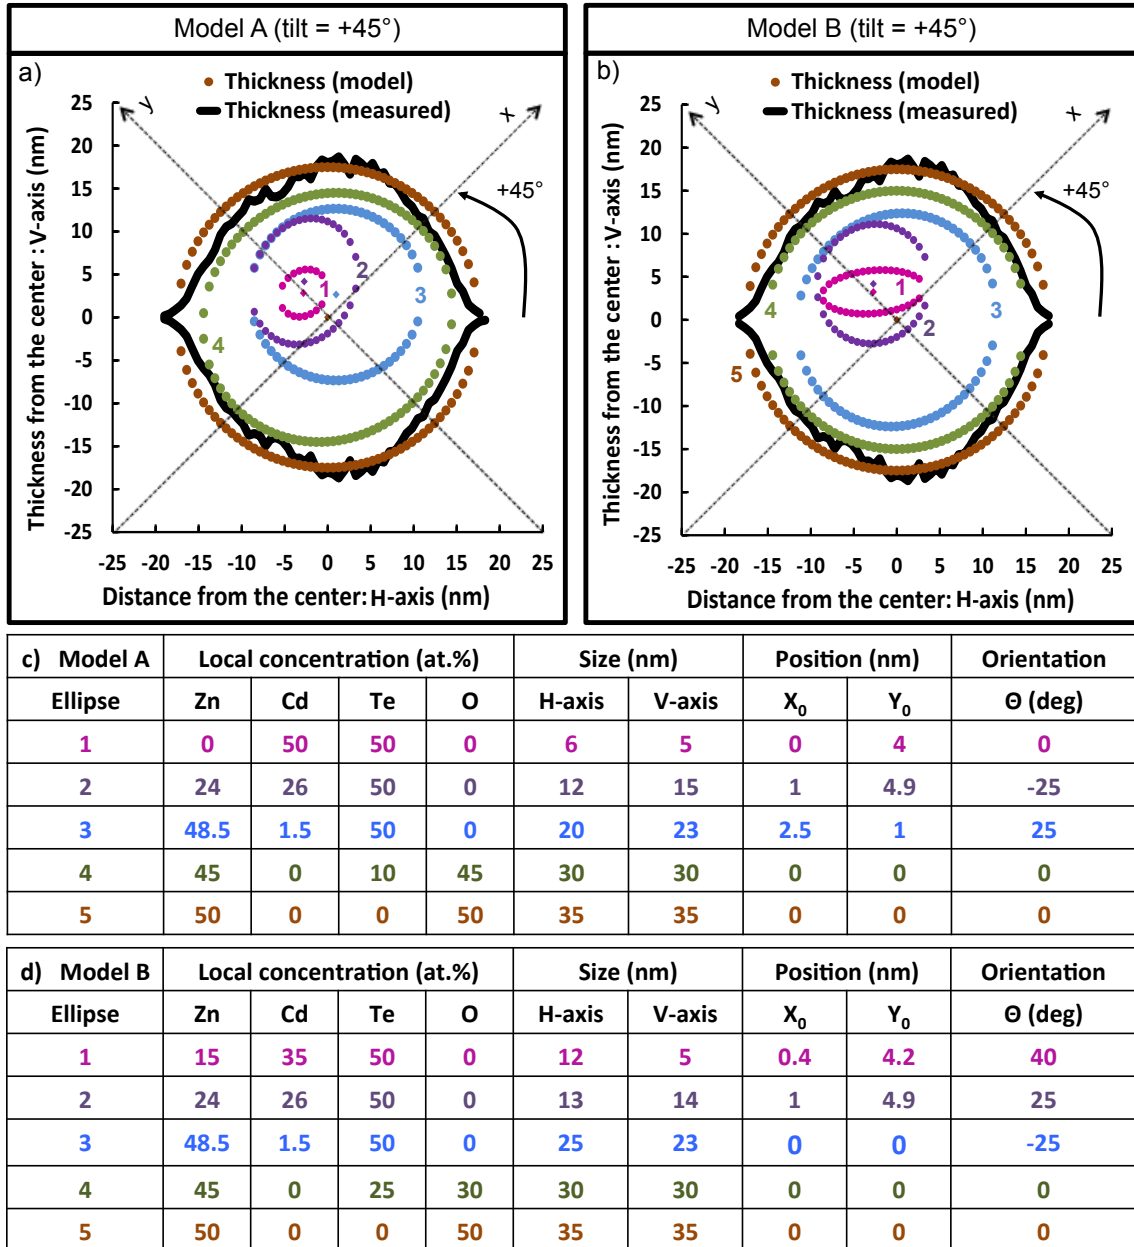 Model A (tilt = +45°)
Model B (tilt = +45°)
a)
Thickness (model)
Thickness (measured)
y
x
+45°
Thickness from the center: V-axis (nm)
25
20
15
10
5
0
-5
-10
-15
-20
-25
1
2
3
4
-25 -20 -15 -10 -5 0 5 10 15 20 25
Distance from the center: H-axis (nm)
b)
Thickness (model)
Thickness (measured)
y
x
+45°
Thickness from the center: V-axis (nm)
25
20
15
10
5
0
-5
-10
-15
-20
-25
1
4
3
2
5
-25 -20 -15 -10 -5 0 5 10 15 20 25
Distance from the center: H-axis (nm)
c) Model A Local concentration (at.%) Size (nm) Position (nm) Orientation
Ellipse Zn Cd Te O H-axis V-axis X0 Y0 Θ (deg)
1 0 50 50 0 6 5 0 4 0
2 24 26 50 0 12 15 1 4.9 -25
3 48.5 1.5 50 0 20 23 2.5 1 25
4 45 0 10 45 30 30 0 0 0
5 50 0 0 50 35 35 0 0 0
d) Model B Local concentration (at.%) Size (nm) Position (nm) Orientation
Ellipse Zn Cd Te O H-axis V-axis X0 Y0 Θ (deg)
1 15 35 50 0 12 5 0.4 4.2 40
2 24 26 50 0 13 14 1 4.9 25
3 48.5 1.5 50 0 25 23 0 0 -25
4 45 0 25 30 30 30 0 0 0
5 50 0 0 50 35 35 0 0 0